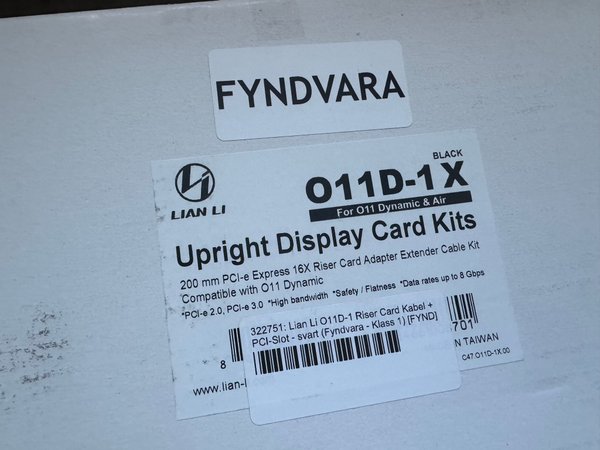 FYNDVARA
LIAN LI
BLACK
O11D-1 X
For O11 Dynamic & Air
Upright Display Card Kits
200 mm PCI-e Express 16X Riser Card Adapter Extender Cable Kit
Compatible with O11 Dynamic
*PCI-e 2.0, PCI-e 3.0 *High bandwidth *Safety / Flatness *Data rates up to 8 Gbps
322751: Lian Li O11D-1 Riser Card Kabel +
PCI-Slot - svart (Fyndvara - Klass 1) [FYND]
8
701
N TAIWAN
www.lian-
C47.O11D-1X.00